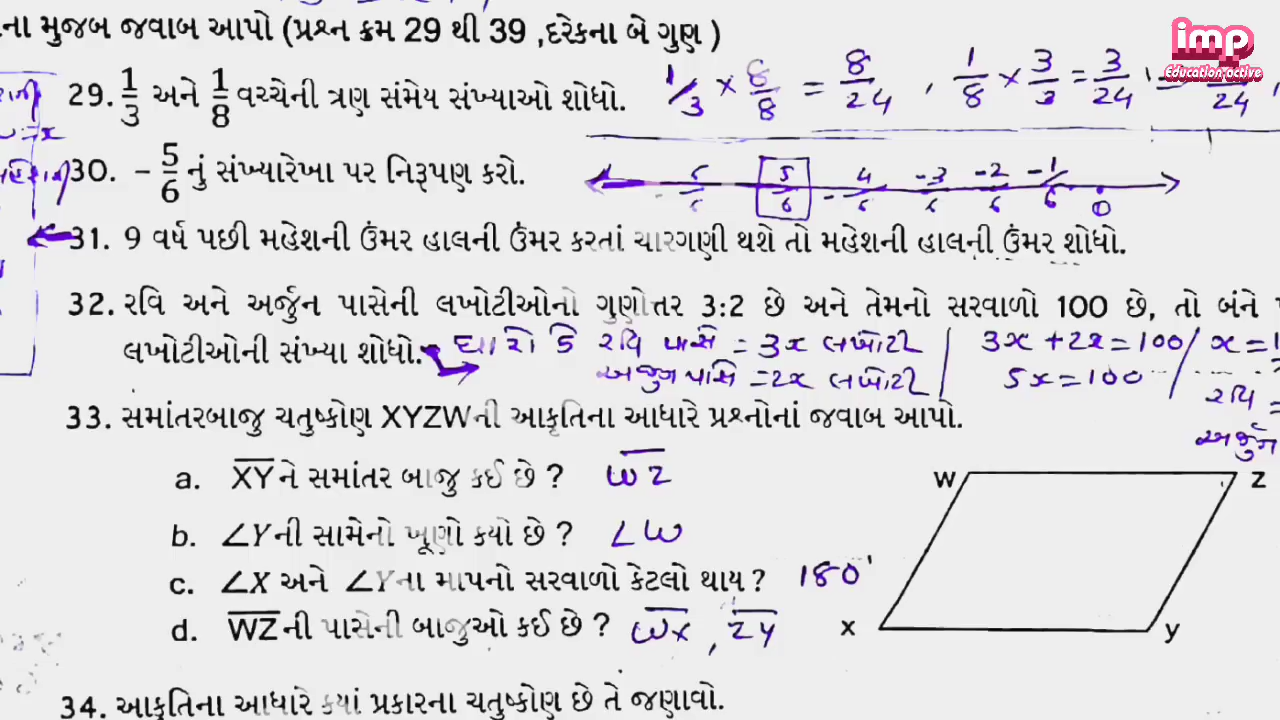 ના મુજબ જવાબ આપો (પ્રશ્ન ક્રમ 29 થી 39 ,દરેકના બે ગુણ )
imp
Education active
29. 1/3 અને 1/8 વચ્ચેની ત્રણ સંમેય સંખ્યાઓ શોધો. 1/3 × 8/8 = 8/24 , 1/8 × 3/3 = 3/24
30. - 5/6 નું સંખ્યારેખા પર નિરૂપણ કરો. 5/6 -3/6 -2/6 -1/6 0
31. 9 વર્ષ પછી મહેશની ઉંમર હાલની ઉંમર કરતાં ચારગણી થશે તો મહેશની હાલની ઉંમર શોધો.
32. રવિ અને અર્જુન પાસેની લખોટીઓનો ગુણોત્તર 3:2 છે અને તેમનો સરવાળો 100 છે, તો બંને
લખોટીઓની સંખ્યા શોધો. ધારો કે રવિ પાસે = 3x લખોટી 3x + 2x = 100
અર્જુન પાસે = 2x લખોટી 5x = 100
રવિ =
અર્જુન
33. સમાંતરબાજુ ચતુષ્કોણ XYZWની આકૃતિના આધારે પ્રશ્નોનાં જવાબ આપો.
a. XY ને સમાંતર બાજુ કઈ છે ? WZ
W Z
b. ∠Y ની સામેનો ખૂણો કયો છે ? ∠W
c. ∠X અને ∠Y ના માપનો સરવાળો કેટલો થાય ? 180°
d. WZ ની પાસેની બાજુઓ કઈ છે ? WX , ZY
X Y
34. આકૃતિના આધારે કયાં પ્રકારના ચતુષ્કોણ છે તે જણાવો.